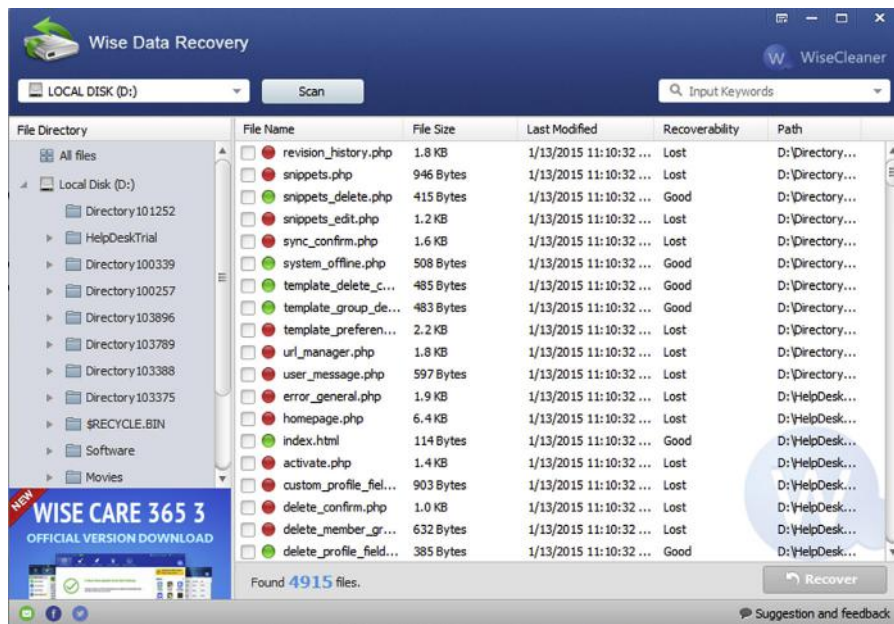 Wise Data Recovery
WiseCleaner
LOCAL DISK (D:) Scan Input Keywords
File Directory File Name File Size Last Modified Recoverability Path
All files
Local Disk (D:)
Directory101252
HelpDeskTrial
Directory100339
Directory100257
Directory103896
Directory103789
Directory103388
Directory103375
$RECYCLE.BIN
Software
Movies
revision_history.php 1.8 KB 1/13/2015 11:10:32 ... Lost D:\Directory...
snippets.php 946 Bytes 1/13/2015 11:10:32 ... Lost D:\Directory...
snippets_delete.php 415 Bytes 1/13/2015 11:10:32 ... Good D:\Directory...
snippets_edit.php 1.2 KB 1/13/2015 11:10:32 ... Lost D:\Directory...
sync_confirm.php 1.6 KB 1/13/2015 11:10:32 ... Lost D:\Directory...
system_offline.php 508 Bytes 1/13/2015 11:10:32 ... Good D:\Directory...
template_delete_c... 485 Bytes 1/13/2015 11:10:32 ... Good D:\Directory...
template_group_de... 483 Bytes 1/13/2015 11:10:32 ... Good D:\Directory...
template_preferen... 2.2 KB 1/13/2015 11:10:32 ... Lost D:\Directory...
url_manager.php 1.8 KB 1/13/2015 11:10:32 ... Lost D:\Directory...
user_message.php 597 Bytes 1/13/2015 11:10:32 ... Lost D:\Directory...
error_general.php 1.9 KB 1/13/2015 11:10:32 ... Lost D:\HelpDesk...
homepage.php 6.4 KB 1/13/2015 11:10:32 ... Lost D:\HelpDesk...
index.html 114 Bytes 1/13/2015 11:10:32 ... Good D:\HelpDesk...
activate.php 1.4 KB 1/13/2015 11:10:32 ... Lost D:\HelpDesk...
custom_profile_fiel... 903 Bytes 1/13/2015 11:10:32 ... Lost D:\HelpDesk...
delete_confirm.php 1.0 KB 1/13/2015 11:10:32 ... Lost D:\HelpDesk...
delete_member_gr... 632 Bytes 1/13/2015 11:10:32 ... Lost D:\HelpDesk...
delete_profile_field... 385 Bytes 1/13/2015 11:10:32 ... Good D:\HelpDesk...
NEW
WISE CARE 365 3
OFFICIAL VERSION DOWNLOAD
Found 4915 files. Recover
Suggestion and feedback